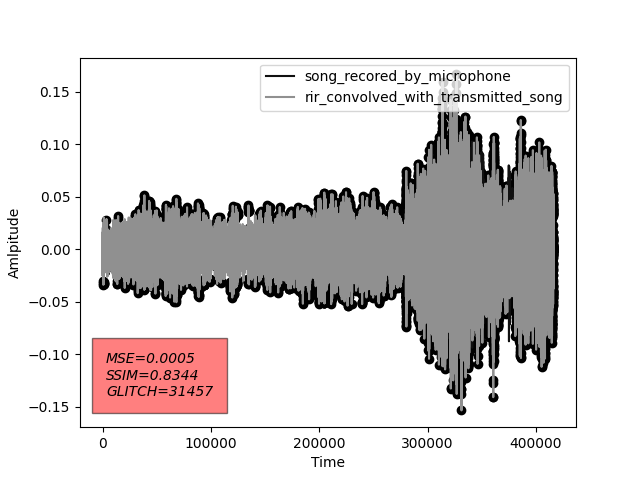 song_recored_by_microphone
rir_convolved_with_transmitted_song
0.15
0.10
0.05
0.00
−0.05
−0.10
−0.15
Amlpitude
MSE=0.0005
SSIM=0.8344
GLITCH=31457
0 100000 200000 300000 400000
Time